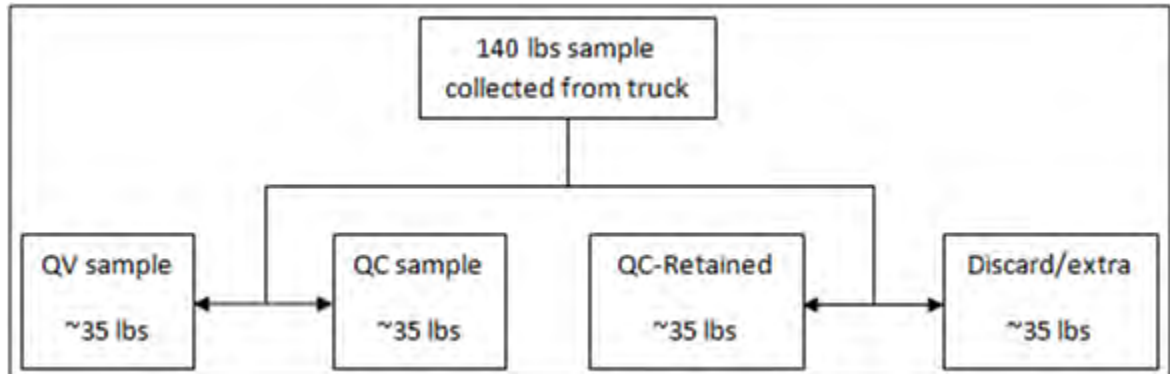 140 lbs sample
collected from truck
QV sample
~35 lbs
QC sample
~35 lbs
QC-Retained
~35 lbs
Discard/extra
~35 lbs